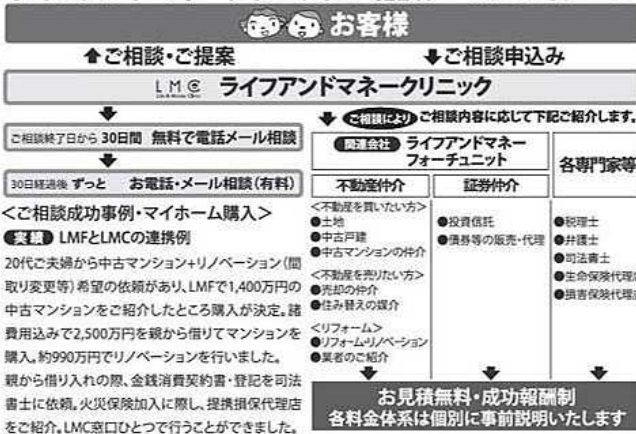 お客様
ご相談・ご提案
ご相談申込み
LMC ライフアンドマネークリニック
ご相談終了日から 30日間 無料で電話メール相談
30日経過後 ずっと お電話・メール相談(有料)
<ご相談成功事例・マイホーム購入>
実績 LMFとLMCの連携例
20代ご夫婦から中古マンション+リノベーション(間
取り変更等)希望の依頼があり、LMFで1,400万円の
中古マンションをご紹介したところ購入が決定。諸
費用込みで2,500万円を親から借りてマンションを
購入。約990万円でリノベーションを行いました。
親から借り入れの際、金銭消費契約書・登記を司法
書士に依頼。火災保険加入に際し、提携損保代理店
をご紹介。LMC窓口ひとつで行うことができました。
ご相談により ご相談内容に応じて下記ご紹介します。
関連会社 ライフアンドマネー
フォーチュニット
不動産仲介
<不動産を買いたい方>
●土地
●中古戸建
●中古マンションの仲介
<不動産を売りたい方>
●売却の仲介
●住み替えの媒介
<リフォーム>
●リフォーム・リノベーション
●業者のご紹介
証券仲介
●投資信託
●債券等の販売・代理
各専門家等
●税理士
●弁護士
●司法書士
●生命保険代理店
●損害保険代理店
お見積無料・成功報酬制
各料金体系は個別に事前説明いたします